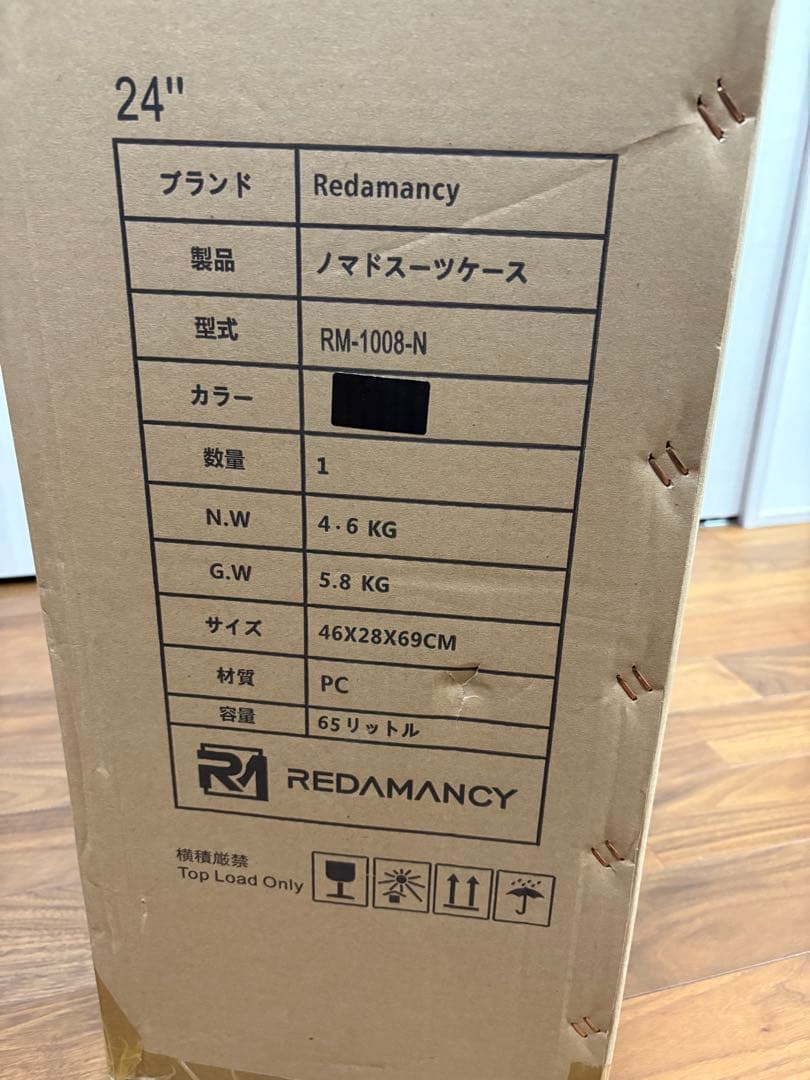 24"
ブランド Redamancy
製品 ノマドスーツケース
型式 RM-1008-N
カラー
数量 1
N.W 4.6 KG
G.W 5.8 KG
サイズ 46X28X69CM
材質 PC
容量 65リットル
RM REDAMANCY
横積厳禁
Top Load Only